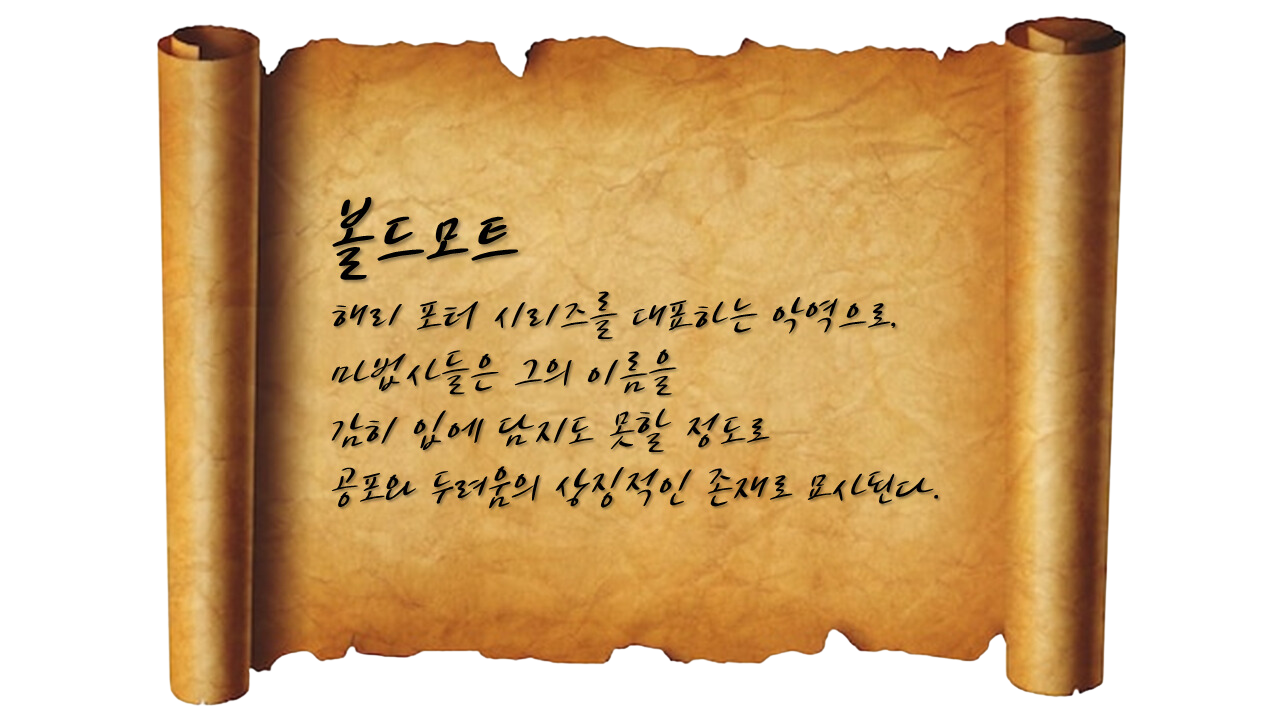 볼드모트
해리 포터 시리즈를 대표하는 악역으로,
마법사들은 그의 이름을
감히 입에 담지도 못할 정도로
공포와 두려움의 상징적인 존재로 묘사된다.